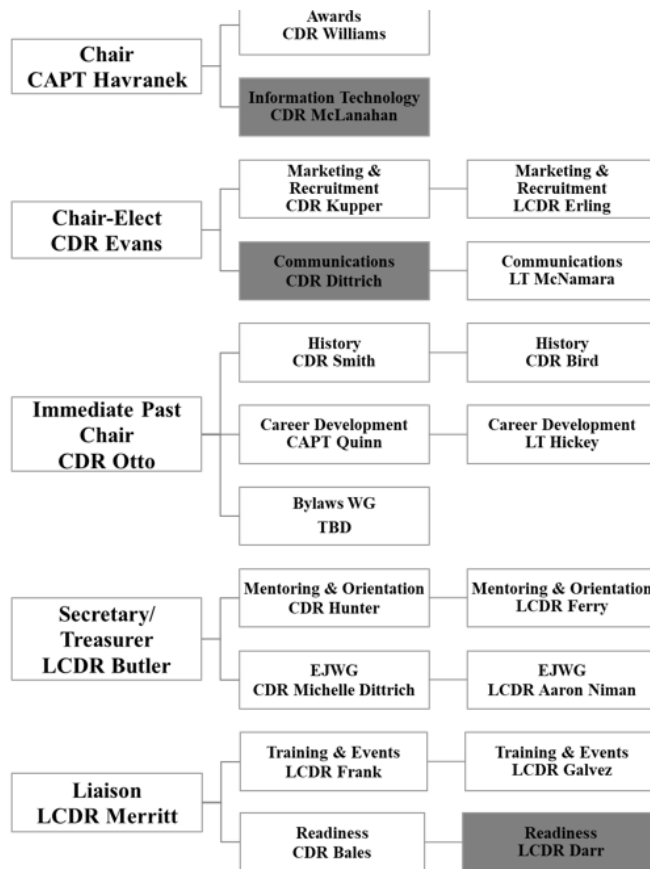 Awards
CDR Williams
Chair
CAPT Havranek
Information Technology
CDR McLanahan
Marketing &
Recruitment
CDR Kupper
Marketing &
Recruitment
LCDR Erling
Chair-Elect
CDR Evans
Communications
CDR Dittrich
Communications
LT McNamara
History
CDR Smith
History
CDR Bird
Immediate Past
Chair
CDR Otto
Career Development
CAPT Quinn
Career Development
LT Hickey
Bylaws WG
TBD
Mentoring & Orientation
CDR Hunter
Mentoring & Orientation
LCDR Ferry
Secretary/
Treasurer
LCDR Butler
EJWG
CDR Michelle Dittrich
EJWG
LCDR Aaron Niman
Training & Events
LCDR Frank
Training & Events
LCDR Galvez
Liaison
LCDR Merritt
Readiness
CDR Bales
Readiness
LCDR Darr